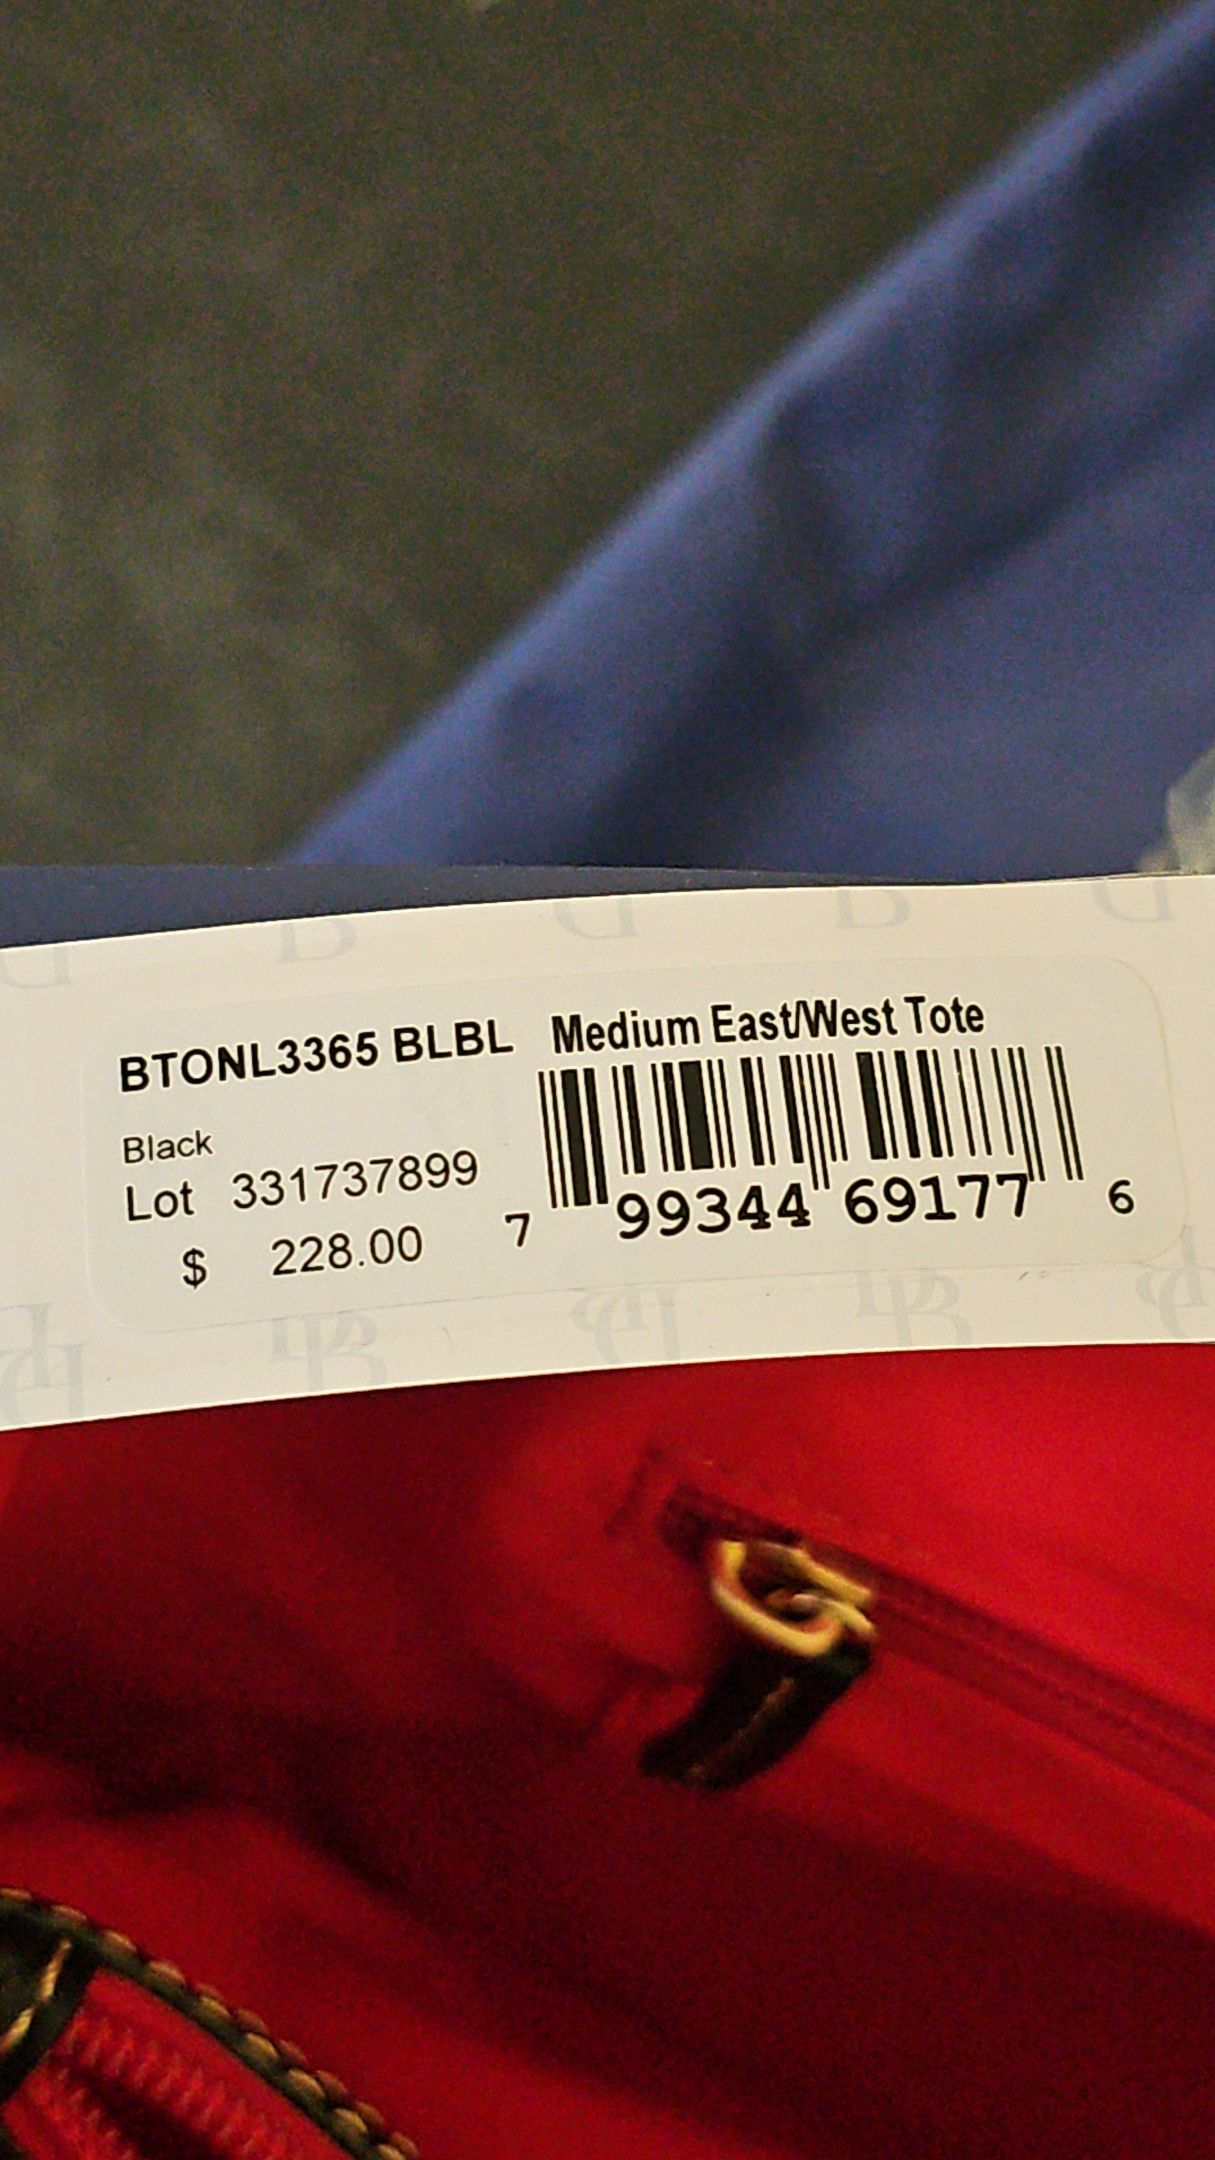 BTONL3365 BLBL Medium East/West Tote
Black
Lot 331737899
$ 228.00
7 99344 69177 6